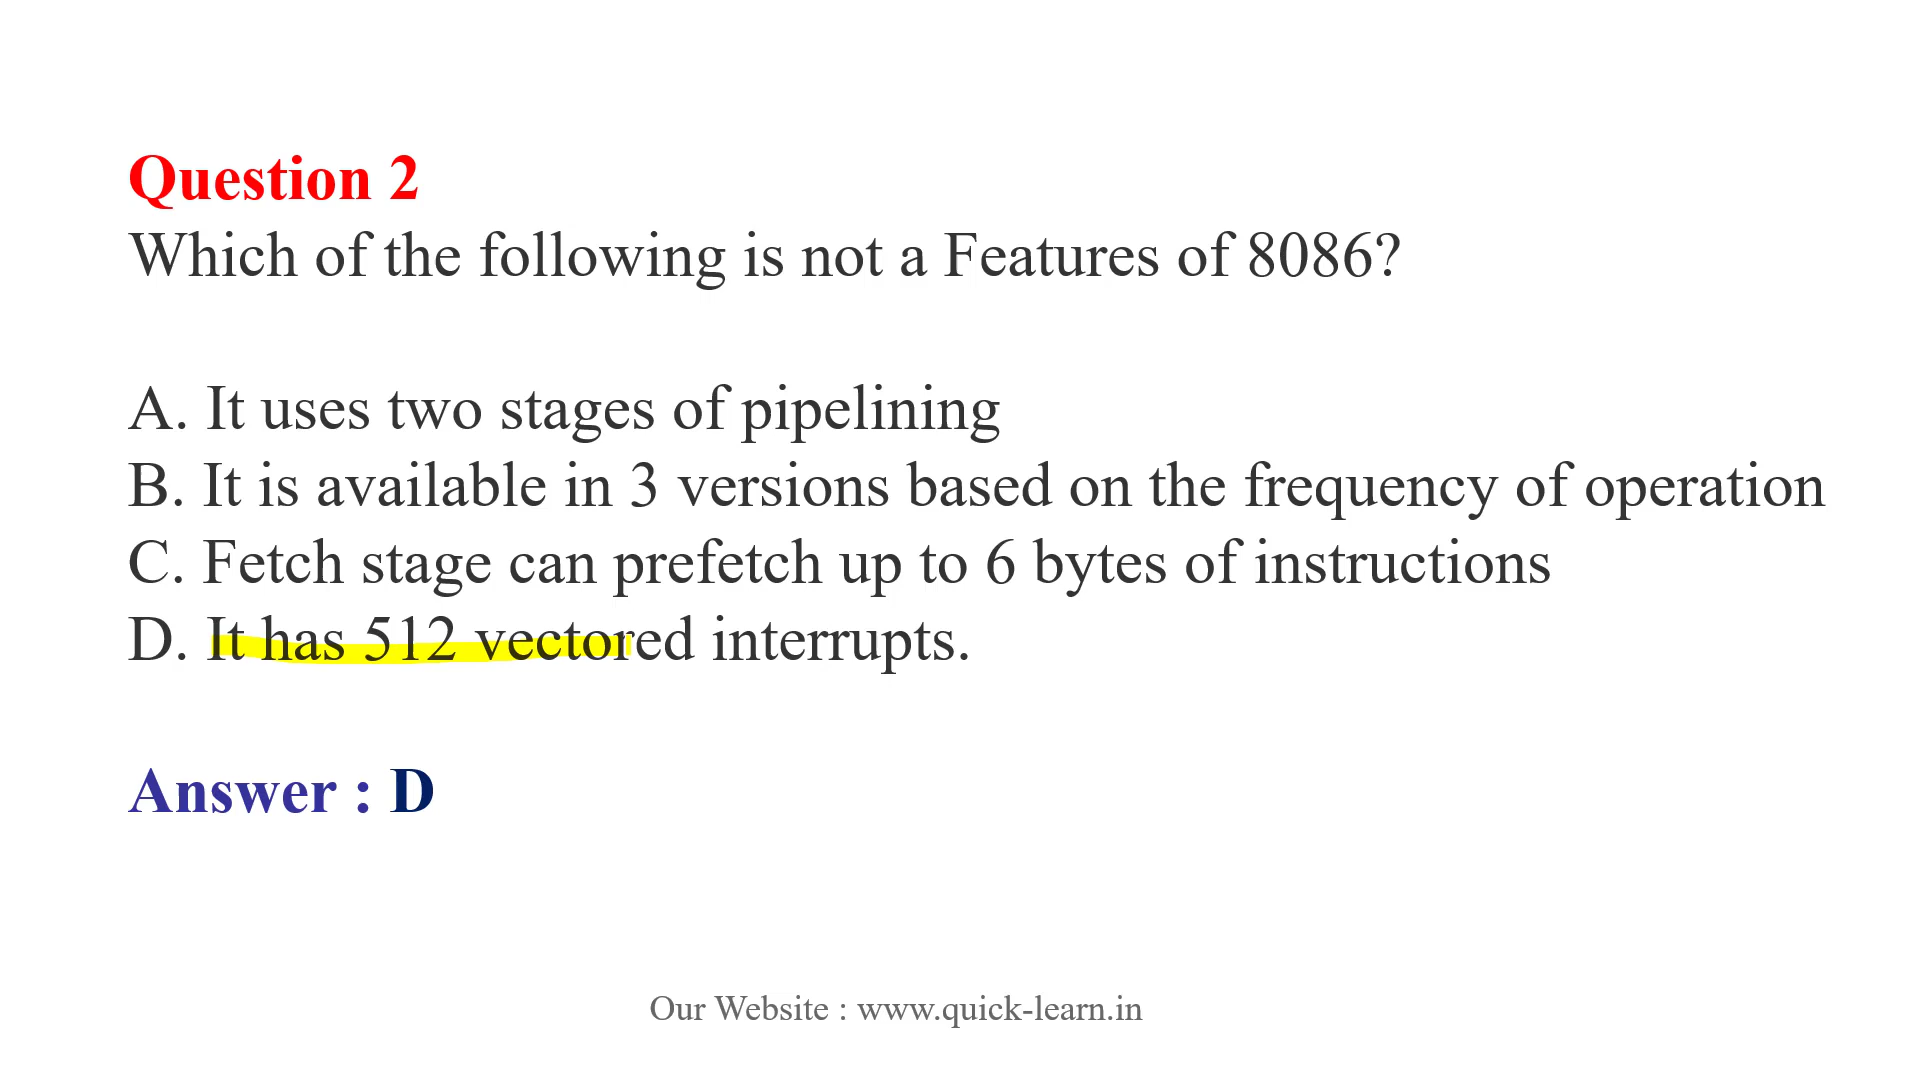 Question 2
Which of the following is not a Features of 8086?
A. It uses two stages of pipelining
B. It is available in 3 versions based on the frequency of operation
C. Fetch stage can prefetch up to 6 bytes of instructions
D. It has 512 vectored interrupts.
Answer : D
Our Website : www.quick-learn.in